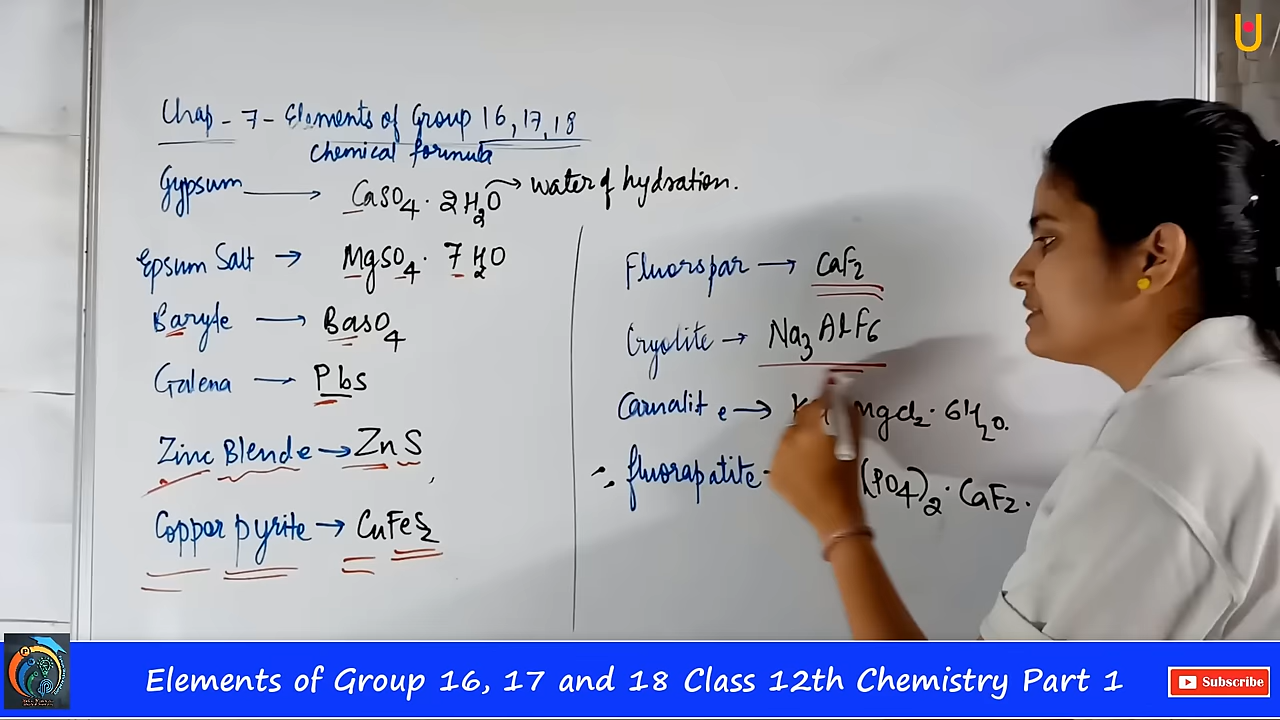 Chap - 7 - Elements of Group 16, 17, 18
Chemical formula
Gypsum → CaSO4 · 2H2O → water of hydration.
Epsum Salt → MgSO4 · 7H2O
Baryte → BaSO4
Galena → Pbs
Zinc Blende → ZnS
Copper pyrite → CuFeS2
Fluorspar → CaF2
Cryolite → Na3AlF6
Carnalite → mgcl2 · 6H2O.
∴ fluorapatite (PO4)2 · CaF2.
Elements of Group 16, 17 and 18 Class 12th Chemistry Part 1
Subscribe